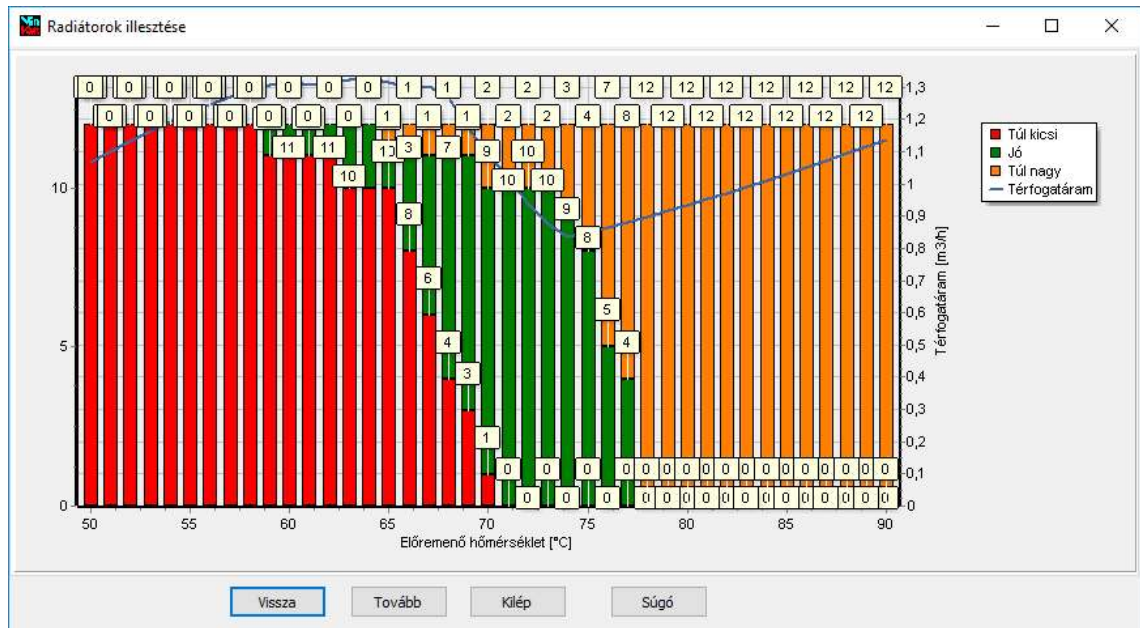 Radiátorok illesztése
0 0 0 0 0 0 0 0 1 1 2 2 3 7 12 12 12 12 12 12 12 1,3
0 0 0 0 0 0 0 1 1 1 2 2 4 8 12 12 12 12 12 12 1,2
11 11 10 3 7 9 10 1,1
10 10 10 10 1
8 9 0,9
8 0,8
6 0,7
5 0,6
4 4 5 0,5
3 0,4
0,3
1 0,2
0 0 0 0 0 0 0 0 0 0 0 0 0 0 0 0 0 0,1
0 0 0 0 0 0 0 0 0 0 0 0 0 0 0 0
0 0
50 55 60 65 70 75 80 85 90
Előremenő hőmérséklet [°C]
Térfogatáram [m3/h]
Túl kicsi
Jó
Túl nagy
Térfogatáram
Vissza Tovább Kilép Súgó